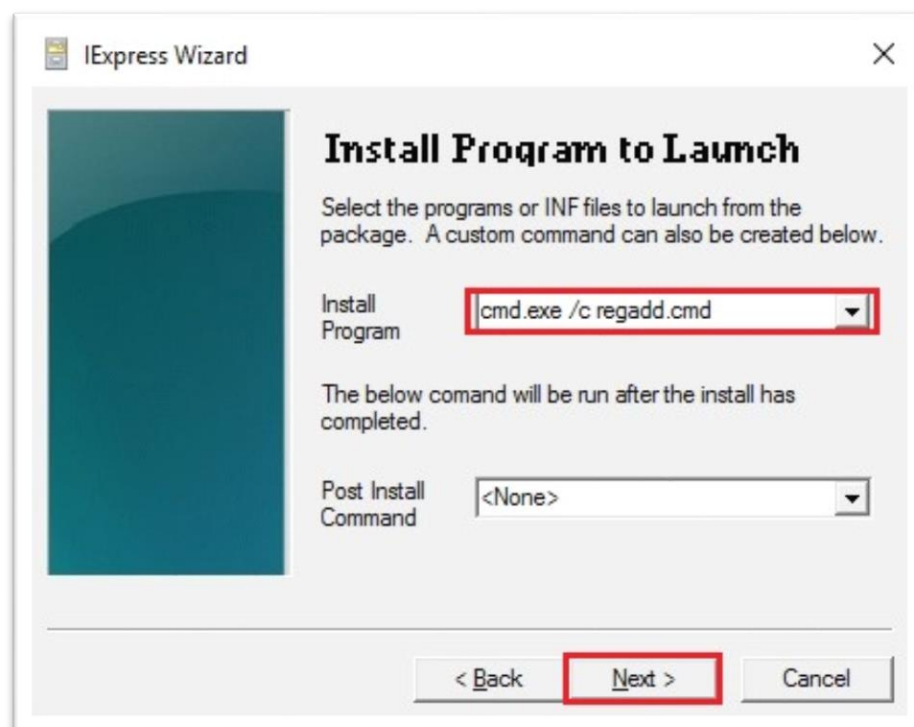 IExpress Wizard
Install Program to Launch
Select the programs or INF files to launch from the
package. A custom command can also be created below.
Install
Program
cmd.exe /c regadd.cmd
The below comand will be run after the install has
completed.
Post Install
Command
<None>
< Back
Next >
Cancel